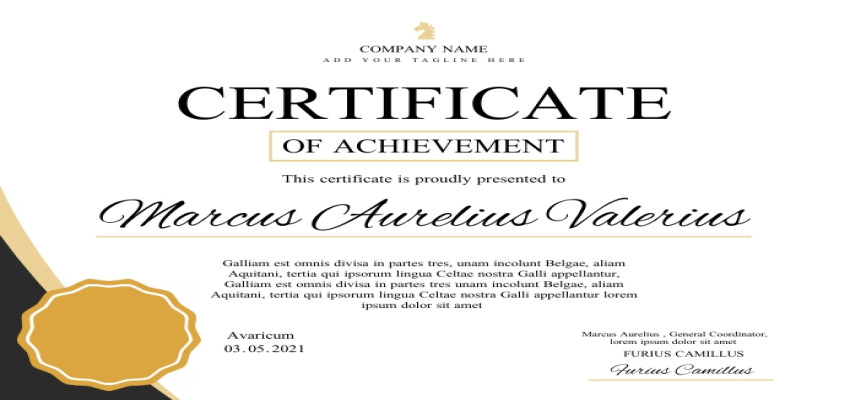 COMPANY NAME
ADD YOUR TAGLINE HERE
CERTIFICATE
OF ACHIEVEMENT
This certificate is proudly presented to
Marcus Aurelius Valerius
Galliam est omnis divisa in partes tres, unam incolunt Belgae, aliam
Aquitani, tertia qui ipsorum lingua Celtae nostra Galli appellantur,
Galliam est omnis divisa in partes tres unam incolunt Belgae, aliam
Aquitani, tertia qui ipsorum lingua Celtae nostra Galli appellantur lorem
ipsum dolor sit amet
Avaricum
03.05.2021
Marcus Aurelius , General Coordinator,
lorem ipsum dolor sit amet
FURIUS CAMILLUS
Furius Camillus